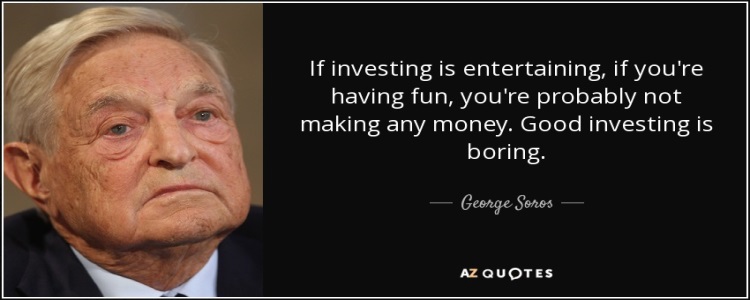 If investing is entertaining, if you're
having fun, you're probably not
making any money. Good investing is
boring.
George Soros
AZ QUOTES